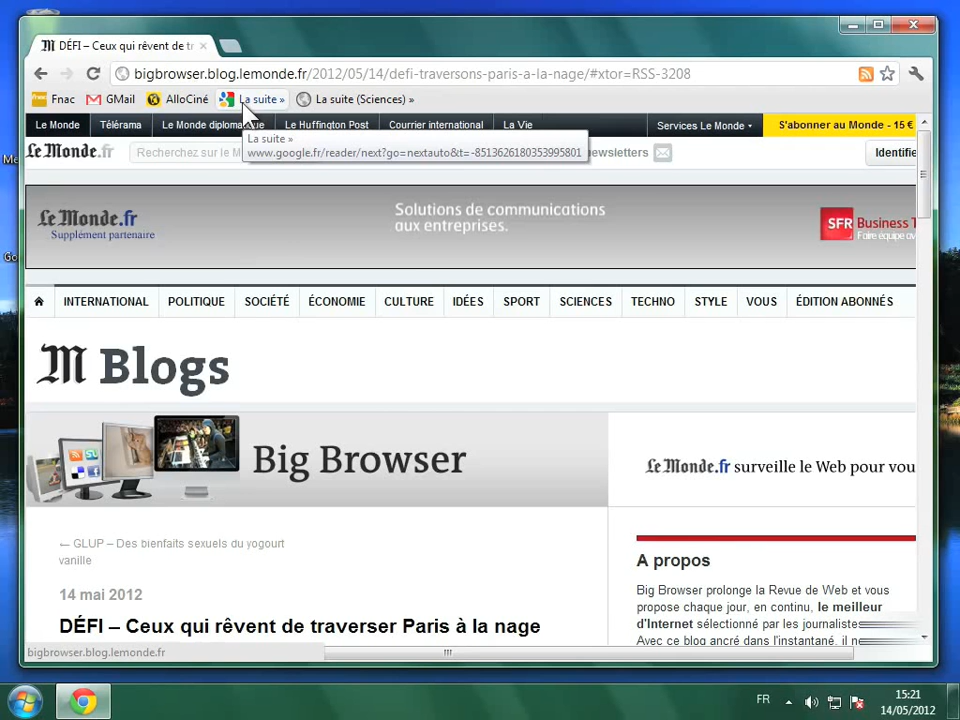 DÉFI – Ceux qui rêvent de tr
bigbrowser.blog.lemonde.fr/2012/05/14/defi-traversons-paris-a-la-nage/#xtor=RSS-3208
Fnac GMail AlloCiné La suite » La suite (Sciences) »
Le Monde Télérama Le Monde diplomatique Le Huffington Post Courrier international La Vie Services Le Monde S'abonner au Monde - 15 €
La suite »
www.google.fr/reader/next?go=nextauto&t=-8513626180353995801
Le Monde.fr Recherchez sur le M newsletters Identifie
Le Monde.fr
Supplément partenaire
Solutions de communications
aux entreprises.
SFR Business T
Faire équipe av
INTERNATIONAL POLITIQUE SOCIÉTÉ ÉCONOMIE CULTURE IDÉES SPORT SCIENCES TECHNO STYLE VOUS ÉDITION ABONNÉS
M Blogs
Big Browser
Le Monde.fr surveille le Web pour vou
← GLUP – Des bienfaits sexuels du yogourt
vanille
14 mai 2012
DÉFI – Ceux qui rêvent de traverser Paris à la nage
A propos
Big Browser prolonge la Revue de Web et vous
propose chaque jour, en continu, le meilleur
d'Internet sélectionné par les journalistes
Avec ce blog ancré dans l'instantané, il
bigbrowser.blog.lemonde.fr
FR
15:21
14/05/2012